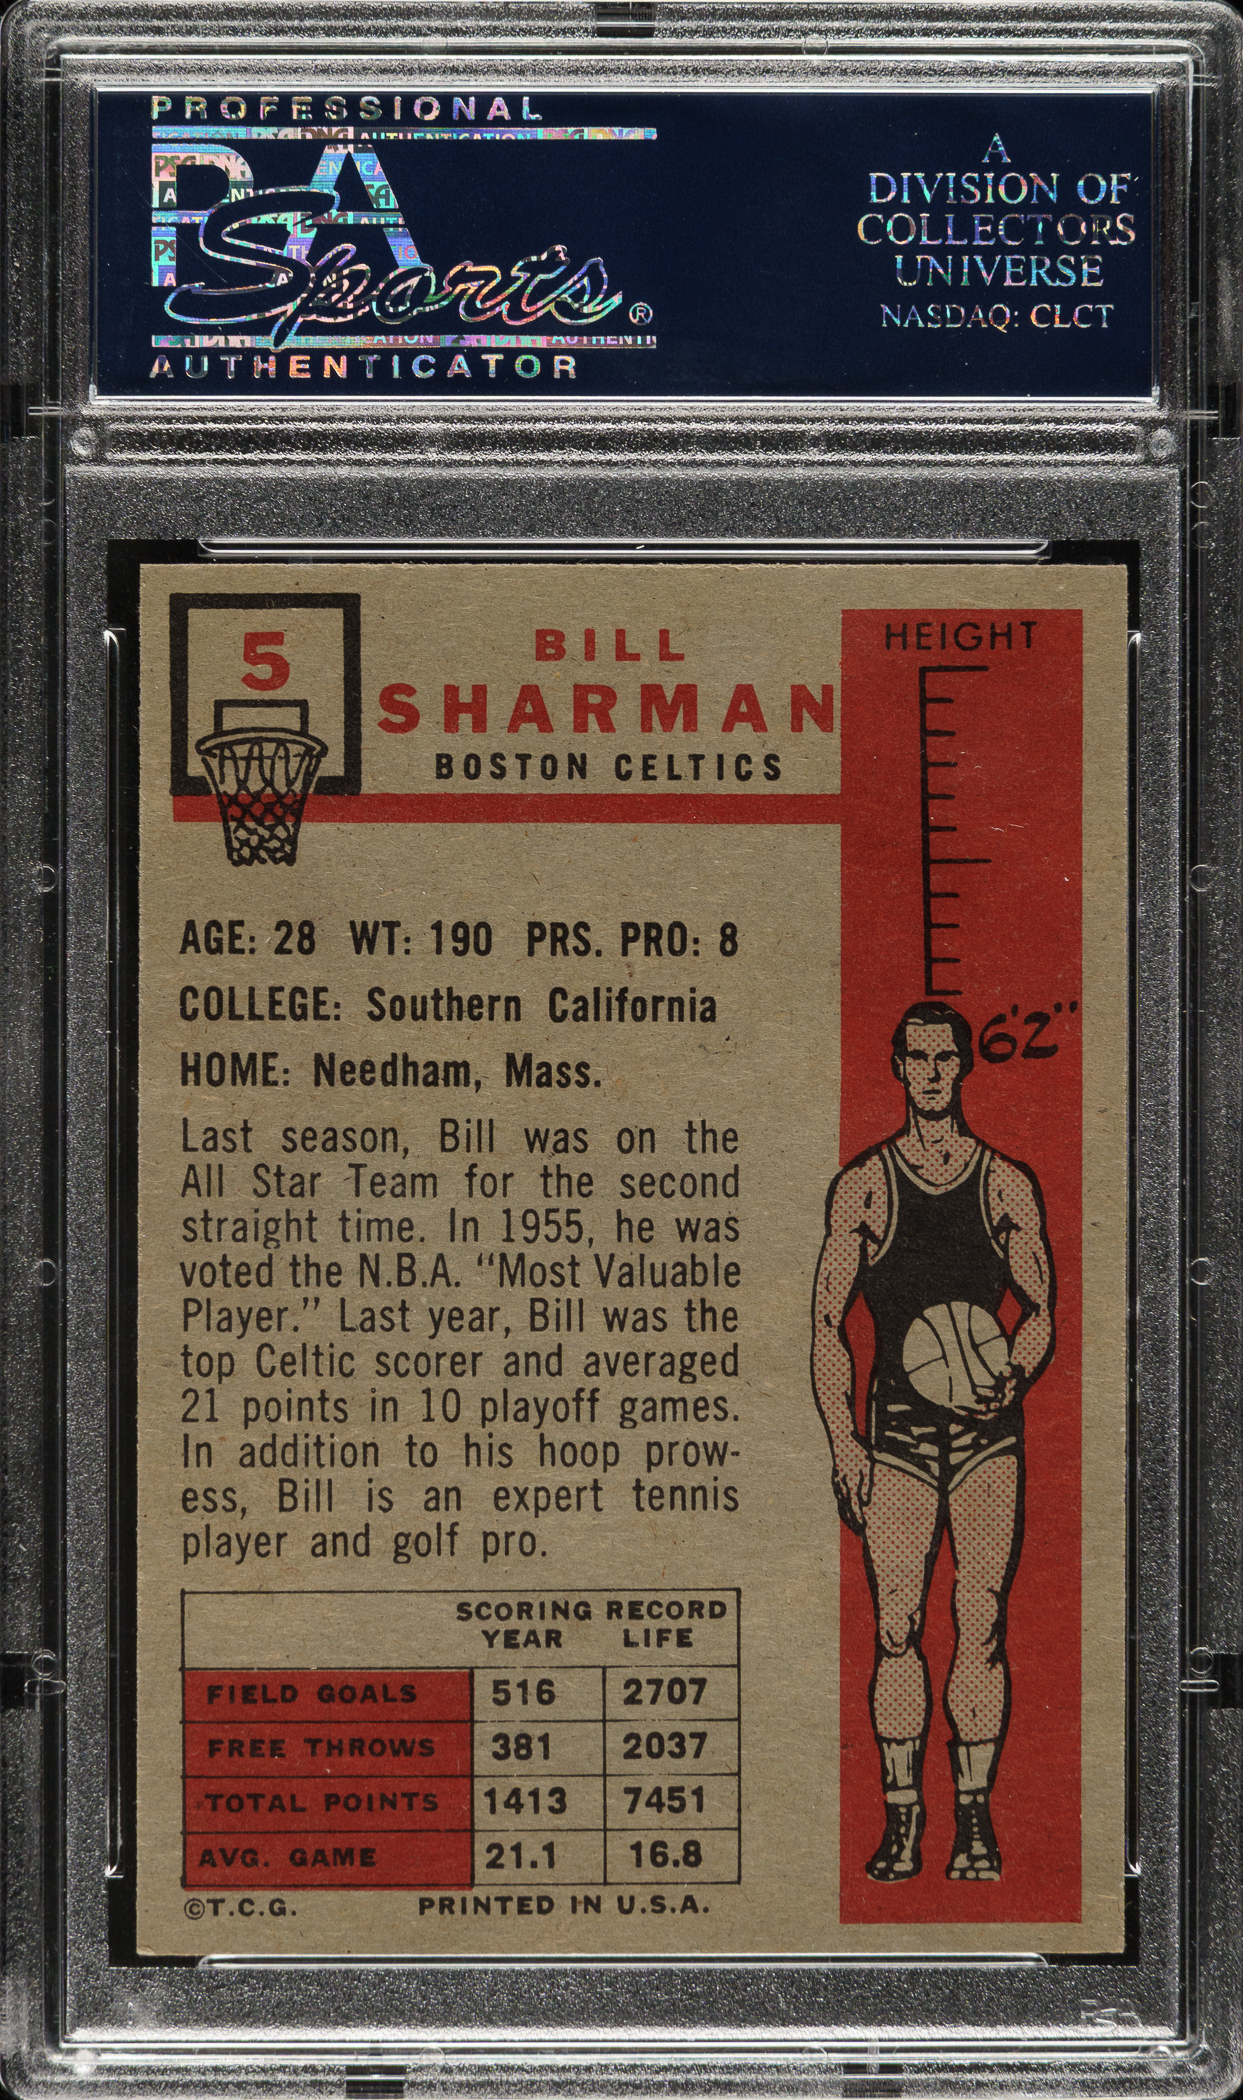 PROFESSIONAL
PSA
Sports®
AUTHENTICATOR
A
DIVISION OF
COLLECTORS
UNIVERSE
NASDAQ: CLCT
5
BILL
SHARMAN
BOSTON CELTICS
HEIGHT
6'2"
AGE: 28 WT: 190 PRS. PRO: 8
COLLEGE: Southern California
HOME: Needham, Mass.
Last season, Bill was on the
All Star Team for the second
straight time. In 1955, he was
voted the N.B.A. “Most Valuable
Player.” Last year, Bill was the
top Celtic scorer and averaged
21 points in 10 playoff games.
In addition to his hoop prow-
ess, Bill is an expert tennis
player and golf pro.
SCORING RECORD
YEAR LIFE
FIELD GOALS 516 2707
FREE THROWS 381 2037
TOTAL POINTS 1413 7451
AVG. GAME 21.1 16.8
©T.C.G. PRINTED IN U.S.A.